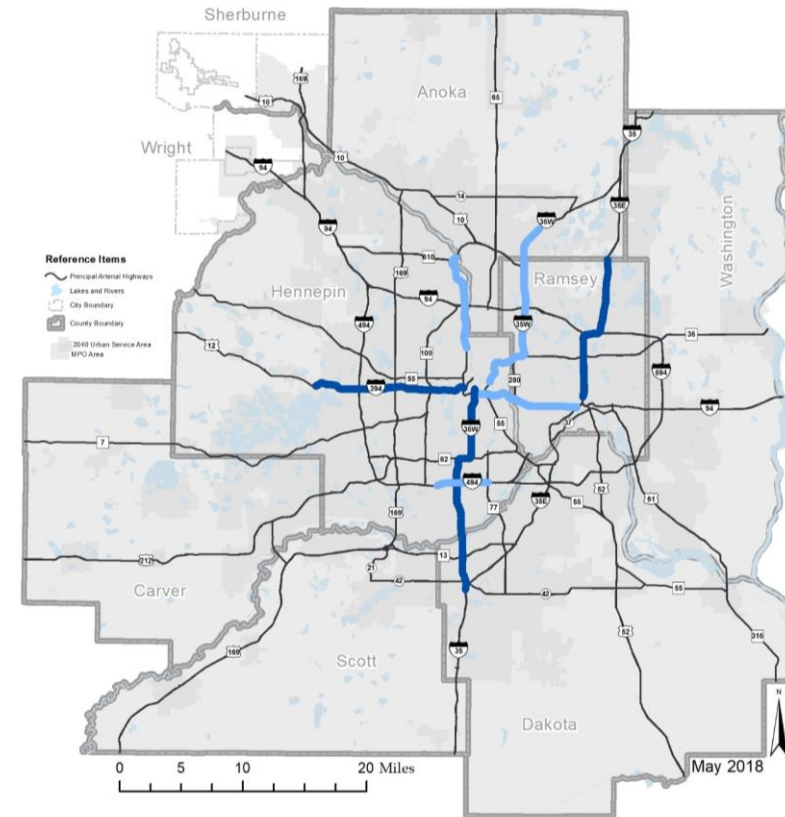 Sherburne
169
10
Anoka
65
35
Wright
94
10
14
35E
94
10
35W
610
169
Washington
Reference Items
Principal Arterial Highways
Lakes and Rivers
City Boundary
County Boundary
2040 Urban Service Area
MPO Area
Hennepin
Ramsey
94
494
35W
100
36
12
694
55
280
394
94
35W
55
37
7
62
494
52
61
77
35E
55
169
13
212
21
42
55
42
Carver
52
316
169
35
Scott
Dakota
N
May 2018
0 5 10 20 Miles